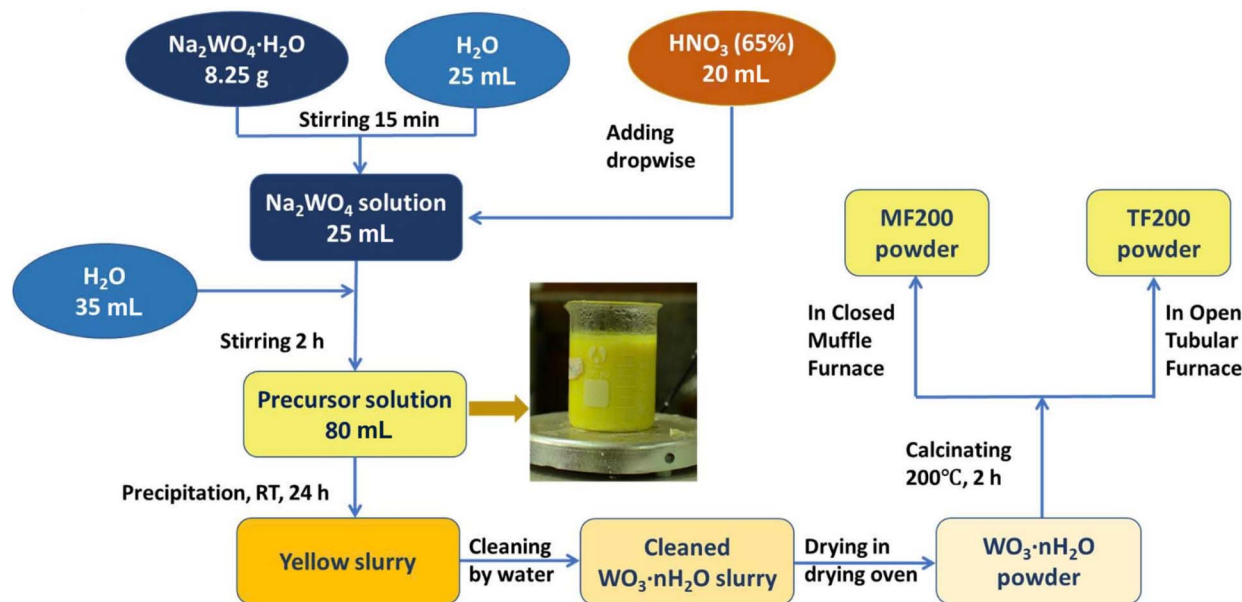 Na₂WO₄·H₂O
8.25 g
H₂O
25 mL
HNO₃ (65%)
20 mL
Stirring 15 min
Adding
dropwise
Na₂WO₄ solution
25 mL
H₂O
35 mL
Stirring 2 h
Precursor solution
80 mL
Precipitation, RT, 24 h
Yellow slurry
Cleaning
by water
Cleaned
WO₃·nH₂O slurry
Drying in
drying oven
WO₃·nH₂O
powder
Calcinating
200℃, 2 h
In Closed
Muffle
Furnace
In Open
Tubular
Furnace
MF200
powder
TF200
powder